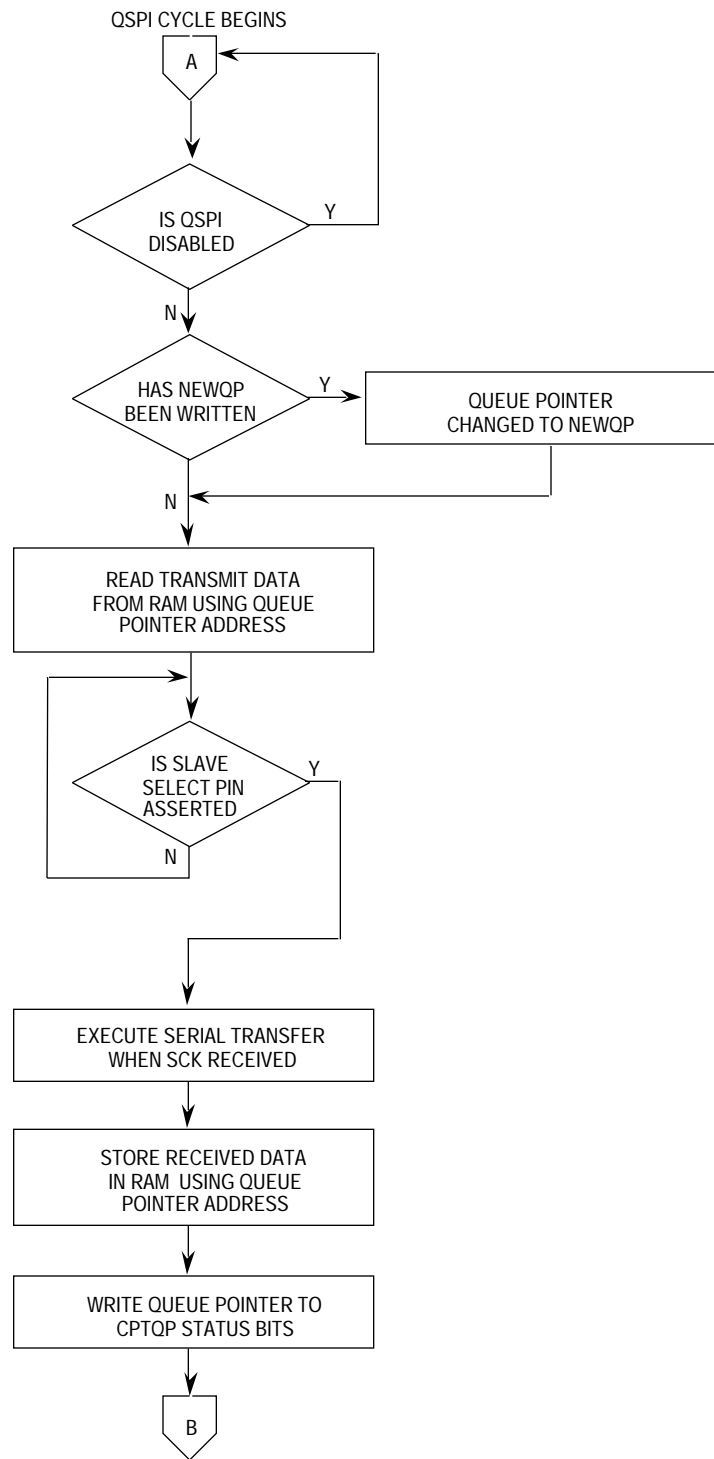 QSPI CYCLE BEGINS
A
IS QSPI
DISABLED
Y
N
HAS NEWQP
BEEN WRITTEN
Y
QUEUE POINTER
CHANGED TO NEWQP
N
READ TRANSMIT DATA
FROM RAM USING QUEUE
POINTER ADDRESS
IS SLAVE
SELECT PIN
ASSERTED
Y
N
EXECUTE SERIAL TRANSFER
WHEN SCK RECEIVED
STORE RECEIVED DATA
IN RAM USING QUEUE
POINTER ADDRESS
WRITE QUEUE POINTER TO
CPTQP STATUS BITS
B